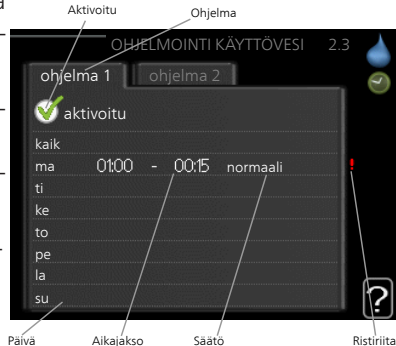 Aktivoitu
Ohjelma
OHJELMOINTI KÄYTTÖVESI 2.3
ohjelma 1 ohjelma 2
aktivoitu
kaik
ma 01:00 - 00:15 normaali !
ti
ke
to
pe
la
su
?
Päivä Aikajakso Säätö Ristiriita